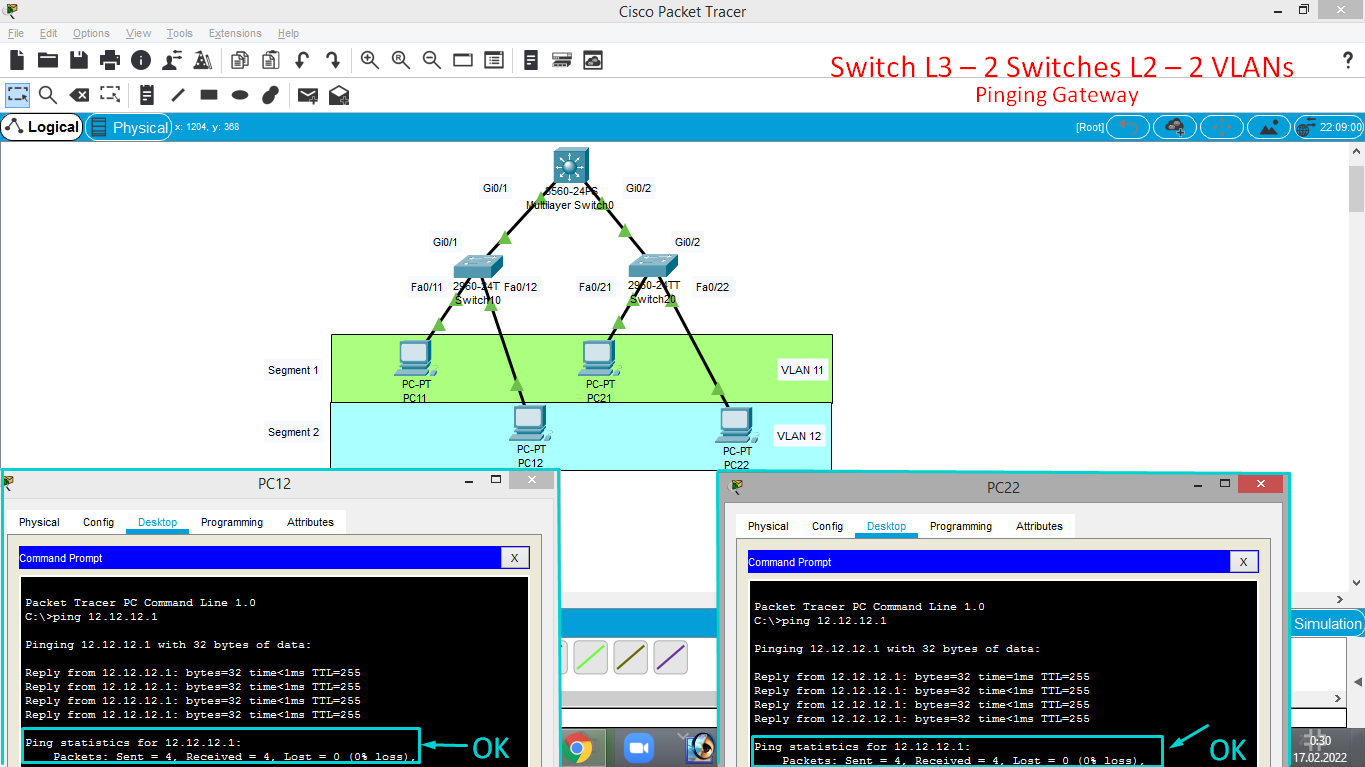 Cisco Packet Tracer
File Edit Options View Tools Extensions Help
Switch L3 – 2 Switches L2 – 2 VLANs
Pinging Gateway
?
Logical
Physical
x: 1204, y: 368
[Root]
22:09:00
3560-24PS
Multilayer Switch0
Gi0/1
Gi0/2
Gi0/1
Gi0/2
Fa0/11
2960-24T
Switch10
Fa0/12
Fa0/21
2960-24TT
Switch20
Fa0/22
Segment 1
PC-PT
PC11
PC-PT
PC21
VLAN 11
Segment 2
PC-PT
PC12
PC-PT
PC22
VLAN 12
PC12
Physical Config Desktop Programming Attributes
Command Prompt
X
Packet Tracer PC Command Line 1.0
C:\>ping 12.12.12.1
Pinging 12.12.12.1 with 32 bytes of data:
Reply from 12.12.12.1: bytes=32 time<1ms TTL=255
Reply from 12.12.12.1: bytes=32 time<1ms TTL=255
Reply from 12.12.12.1: bytes=32 time<1ms TTL=255
Reply from 12.12.12.1: bytes=32 time<1ms TTL=255
Ping statistics for 12.12.12.1:
Packets: Sent = 4, Received = 4, Lost = 0 (0% loss),
OK
PC22
Physical Config Desktop Programming Attributes
Command Prompt
X
Packet Tracer PC Command Line 1.0
C:\>ping 12.12.12.1
Pinging 12.12.12.1 with 32 bytes of data:
Reply from 12.12.12.1: bytes=32 time=1ms TTL=255
Reply from 12.12.12.1: bytes=32 time<1ms TTL=255
Reply from 12.12.12.1: bytes=32 time<1ms TTL=255
Reply from 12.12.12.1: bytes=32 time<1ms TTL=255
Ping statistics for 12.12.12.1:
Packets: Sent = 4, Received = 4, Lost = 0 (0% loss),
OK
Simulation
0:30
17.02.2022